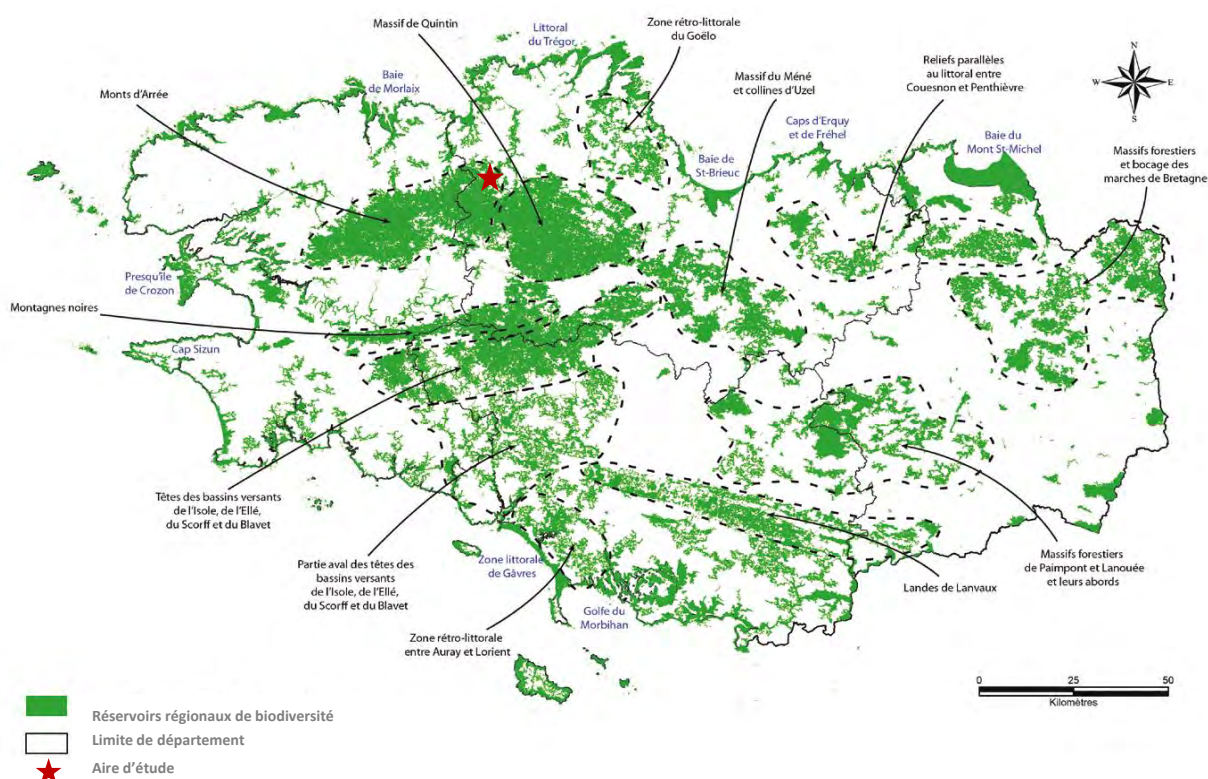 Massif de Quintin
Littoral
du Trégor
Zone rétro-littorale
du Goëlo
Baie
de Morlaix
Monts d'Arrée
Massif du Méné
et collines d'Uzel
Reliefs parallèles
au littoral entre
Couesnon et Penthièvre
N
W
E
S
Caps d'Erquy
et de Fréhel
Baie du
Mont St-Michel
Massifs forestiers
et bocage des
marches de Bretagne
Baie de
St-Brieuc
Presqu'île
de Crozon
Montagnes noires
Cap Sizun
Têtes des bassins versants
de l'Isole, de l'Ellé,
du Scorff et du Blavet
Partie aval des têtes des
bassins versants
de l'Isole, de l'Ellé,
du Scorff et du Blavet
Zone littorale
de Gâvres
Golfe du
Morbihan
Zone rétro-littorale
entre Auray et Lorient
Landes de Lanvaux
Massifs forestiers
de Paimpont et Lanouée
et leurs abords
0
25
50
Kilomètres
Réservoirs régionaux de biodiversité
Limite de département
Aire d'étude